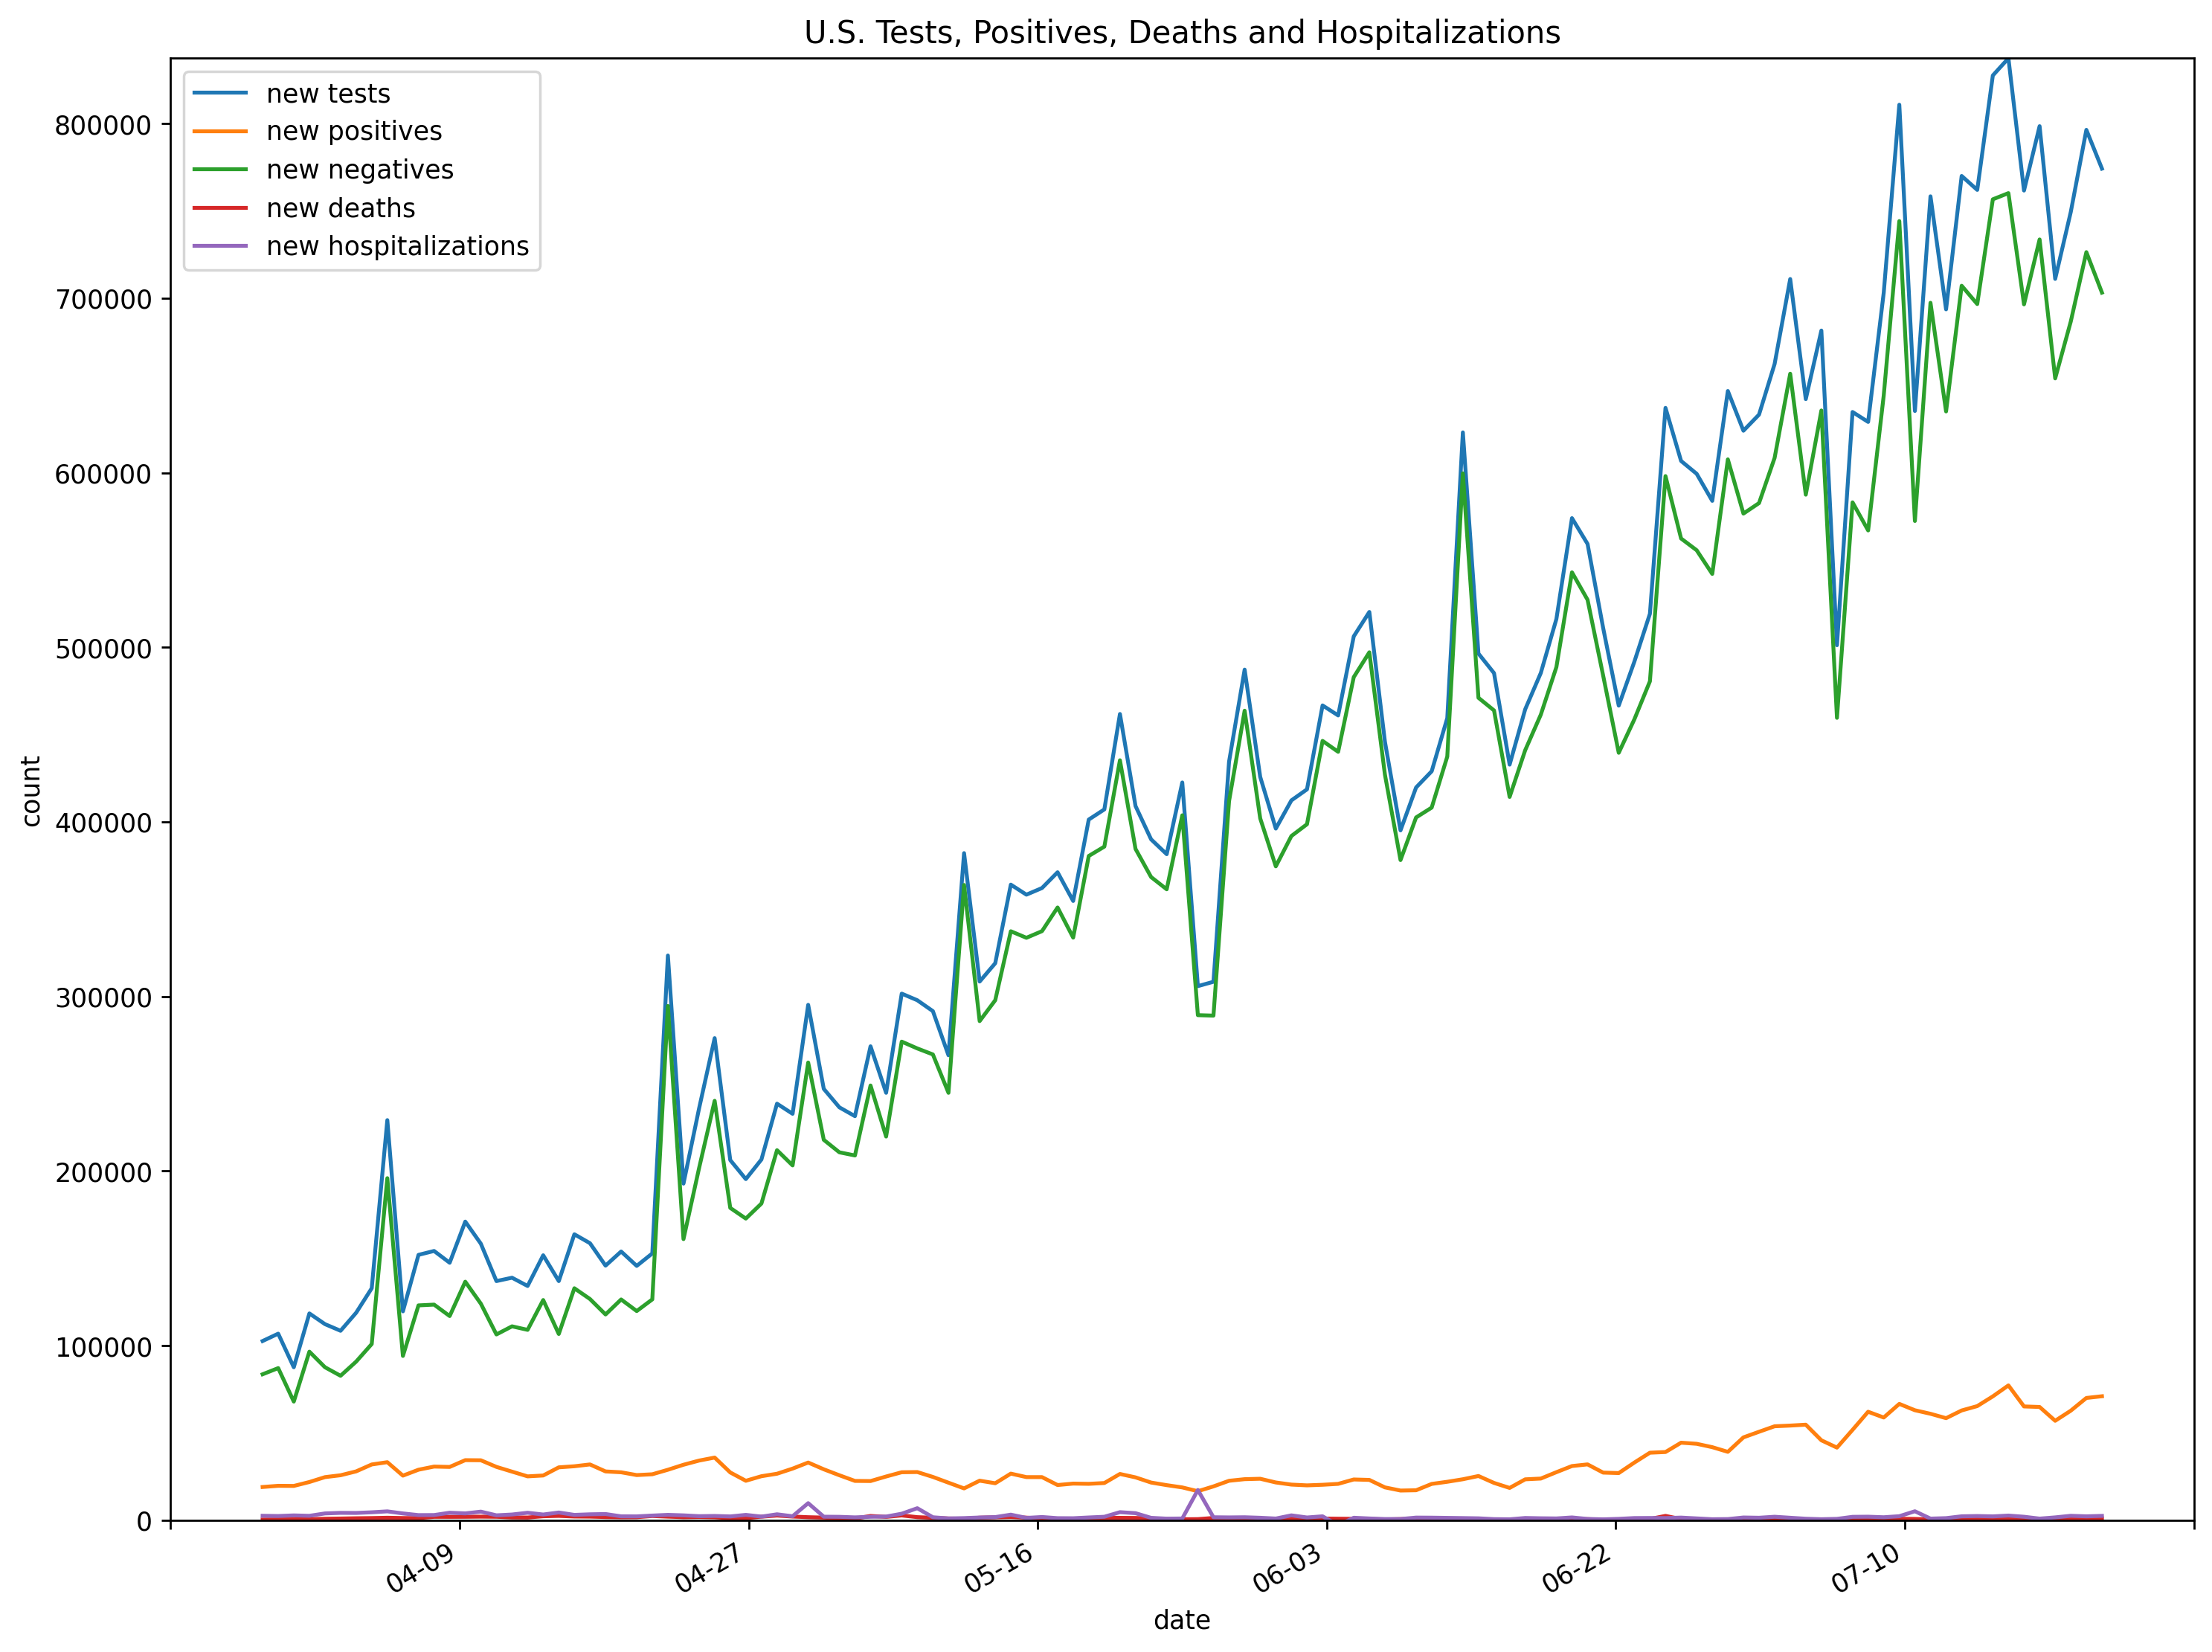 U.S. Tests, Positives, Deaths and Hospitalizations
new tests
new positives
new negatives
new deaths
new hospitalizations
800000
700000
600000
500000
400000
300000
200000
100000
0
count
04-09
04-27
05-16
06-03
06-22
07-10
date